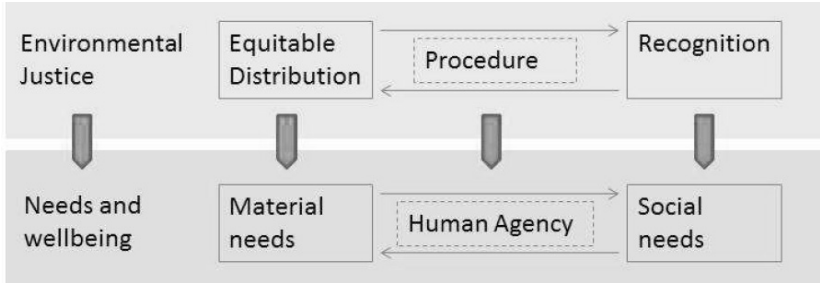 Environmental
Justice
Equitable
Distribution
Procedure
Recognition
Needs and
wellbeing
Material
needs
Human Agency
Social
needs